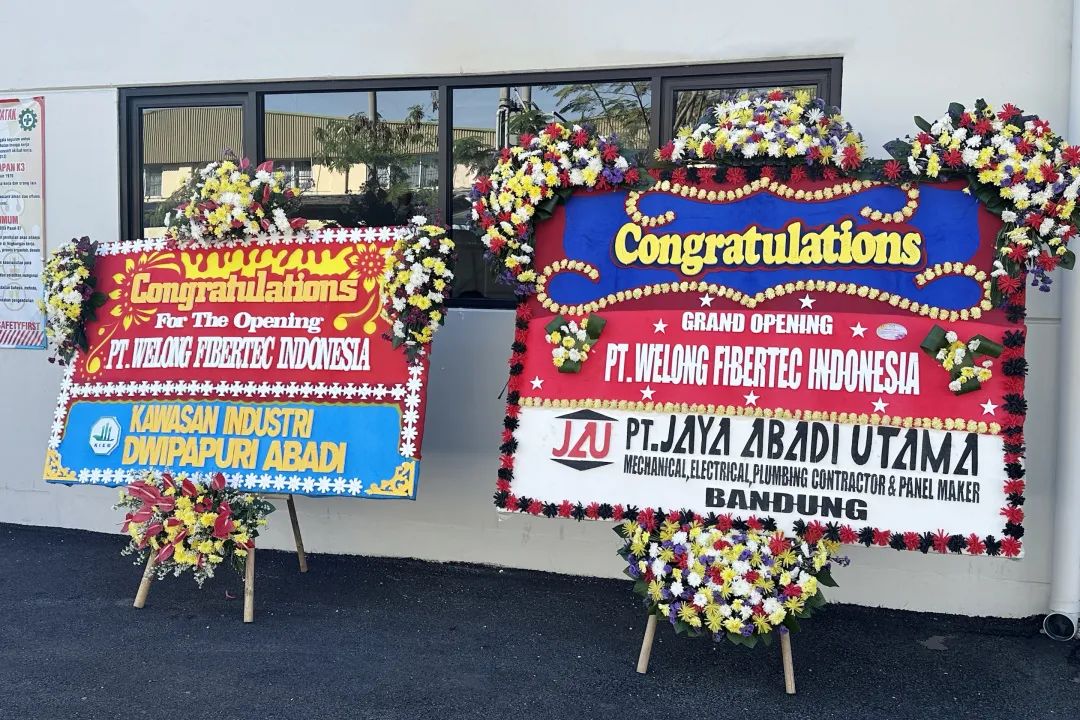 Congratulations
For The Opening
PT. WELONG FIBERTEC INDONESIA
KAWASAN INDUSTRI
DWIPAPURI ABADI
Congratulations
GRAND OPENING
PT. WELONG FIBERTEC INDONESIA
JAU
PT. JAYA ABADI UTAMA
MECHANICAL, ELECTRICAL, PLUMBING CONTRACTOR & PANEL MAKER
BANDUNG